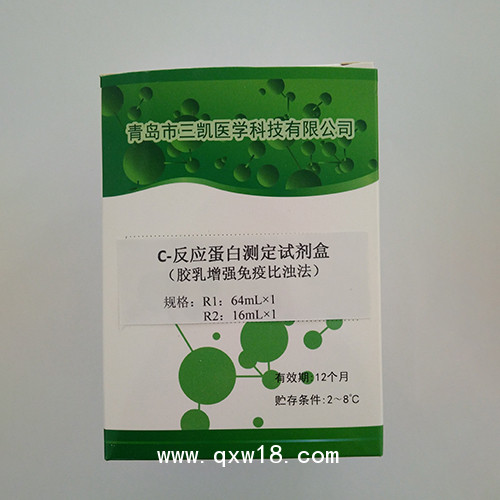 青岛市三凯医学科技有限公司
C-反应蛋白测定试剂盒
（胶乳增强免疫比浊法）
规格：R1：64mL×1
R2：16mL×1
有效期:12个月
贮存条件:2~8℃
www.qxw18.com